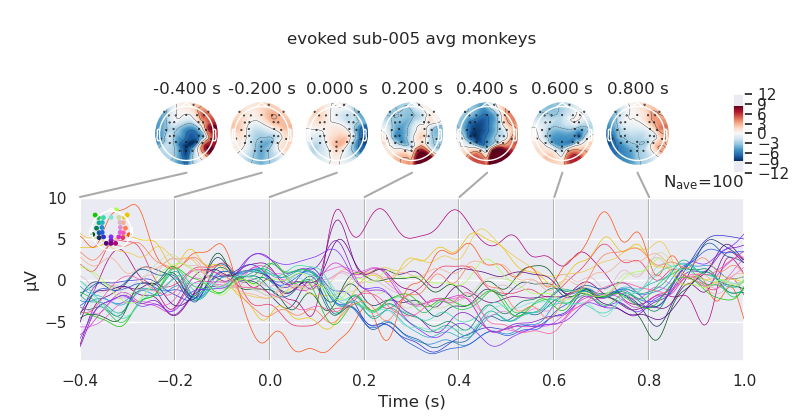 evoked sub-005 avg monkeys
-0.400 s -0.200 s 0.000 s 0.200 s 0.400 s 0.600 s 0.800 s
12
9
6
3
0
−3
−6
−9
−12
Nave=100
10
5
0
−5
µV
−0.4 −0.2 0.0 0.2 0.4 0.6 0.8 1.0
Time (s)